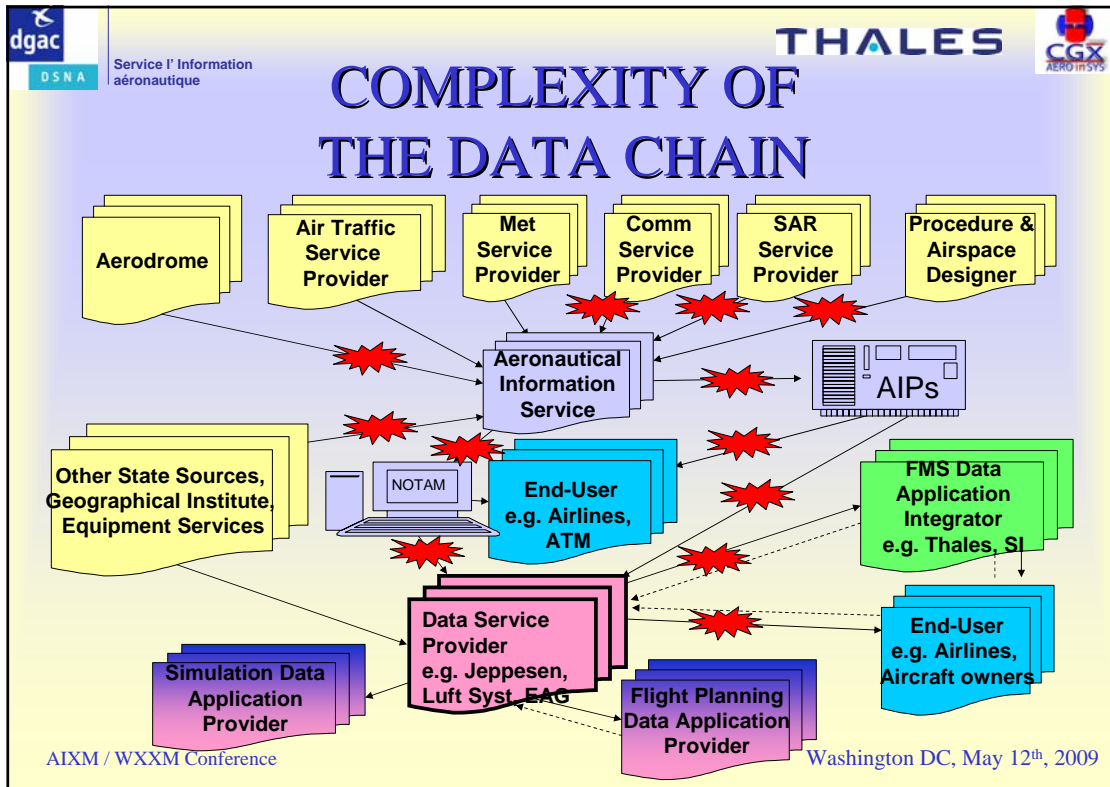 dgac
DSNA
Service l' Information
aéronautique
THALES
CGX
AERO in SYS
COMPLEXITY OF
THE DATA CHAIN
Aerodrome
Air Traffic
Service
Provider
Met
Service
Provider
Comm
Service
Provider
SAR
Service
Provider
Procedure &
Airspace
Designer
Aeronautical
Information
Service
AIPs
Other State Sources,
Geographical Institute,
Equipment Services
NOTAM
End-User
e.g. Airlines,
ATM
FMS Data
Application
Integrator
e.g. Thales, SI
Data Service
Provider
e.g. Jeppesen,
Luft Syst, EAG
End-User
e.g. Airlines,
Aircraft owners
Simulation Data
Application
Provider
Flight Planning
Data Application
Provider
AIXM / WXXM Conference
Washington DC, May 12th, 2009